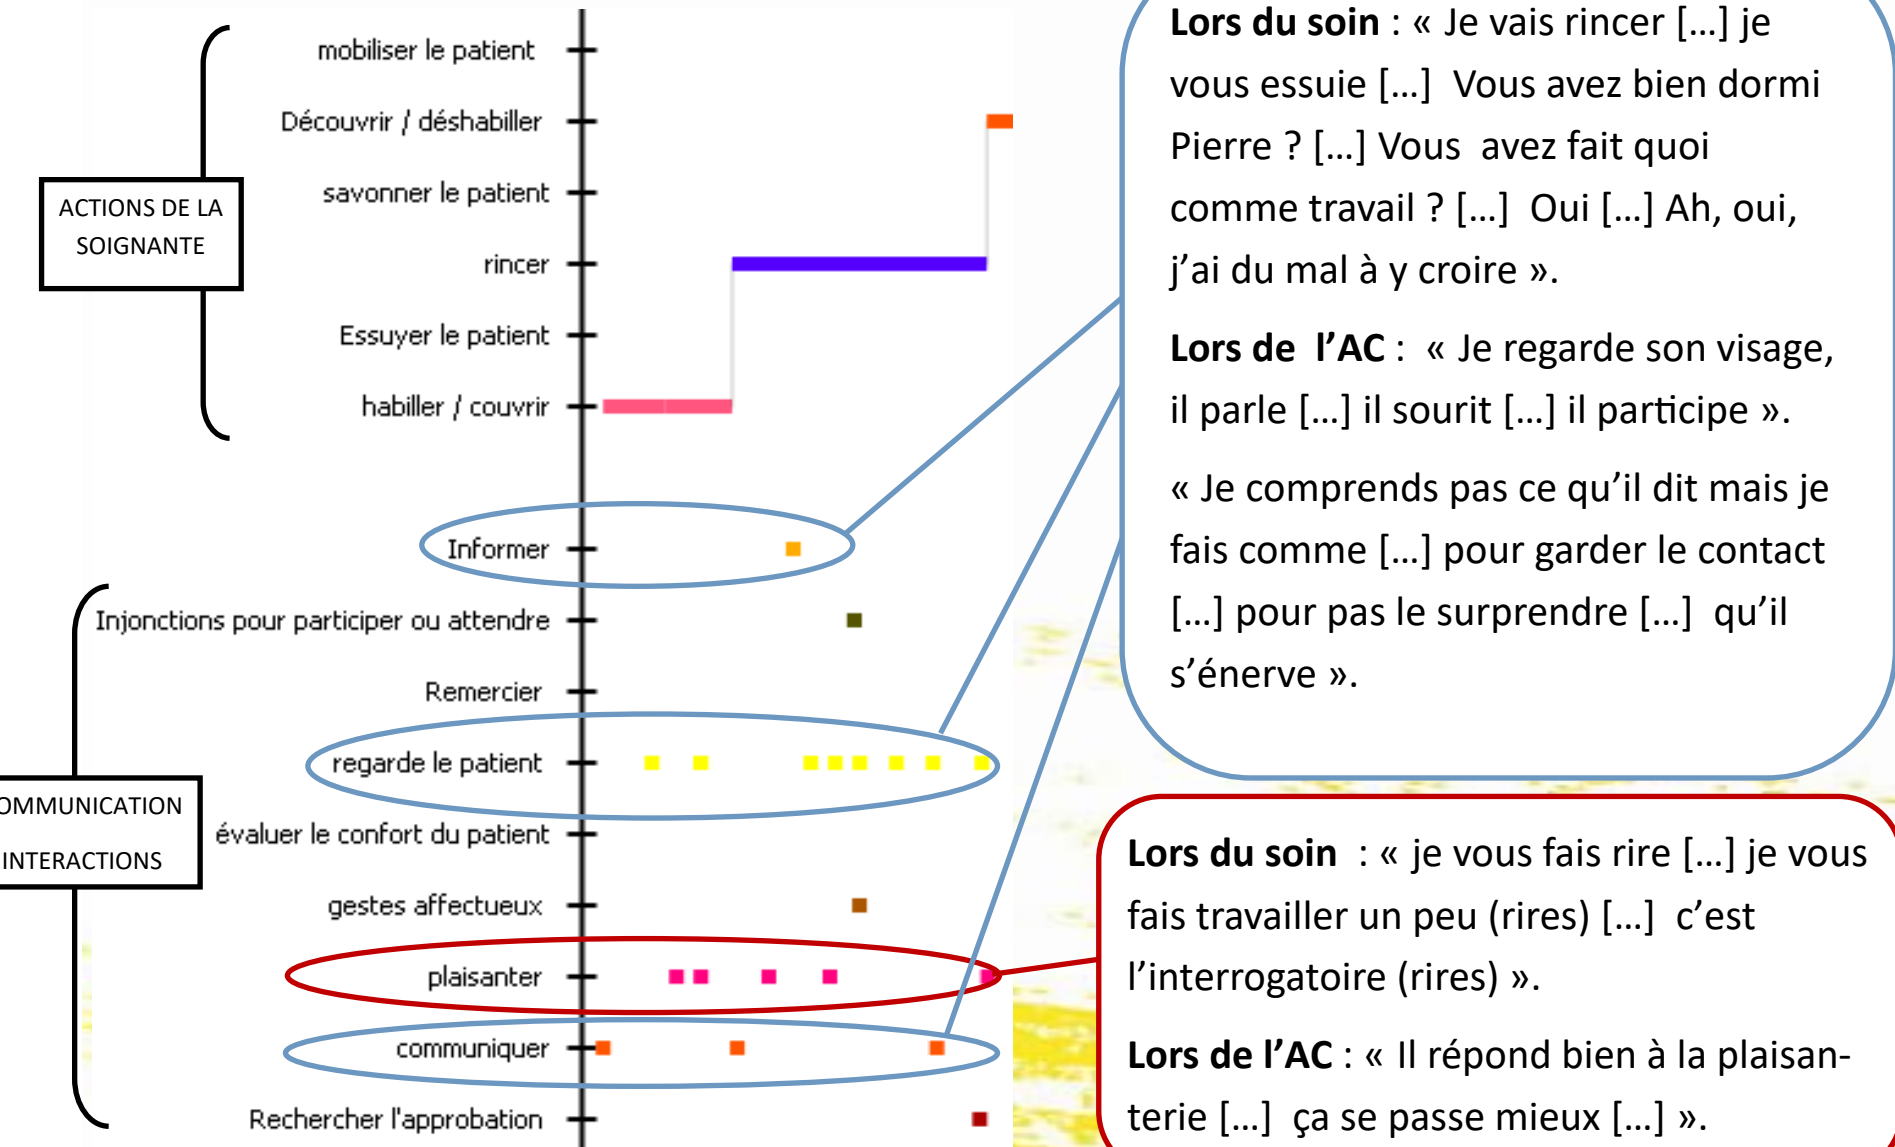 mobiliser le patient
Découvrir / déshabiller
savonner le patient
rincer
Essuyer le patient
habiller / couvrir
ACTIONS DE LA
SOIGNANTE
Informer
Injonctions pour participer ou attendre
Remercier
regarde le patient
évaluer le confort du patient
gestes affectueux
plaisanter
communiquer
Rechercher l'approbation
OMMUNICATION
INTERACTIONS
Lors du soin : « Je vais rincer […] je
vous essuie […] Vous avez bien dormi
Pierre ? […] Vous avez fait quoi
comme travail ? […] Oui […] Ah, oui,
j’ai du mal à y croire ».
Lors de l’AC : « Je regarde son visage,
il parle […] il sourit […] il participe ».
« Je comprends pas ce qu’il dit mais je
fais comme […] pour garder le contact
[…] pour pas le surprendre […] qu’il
s’énerve ».
Lors du soin : « je vous fais rire […] je vous
fais travailler un peu (rires) […] c’est
l’interrogatoire (rires) ».
Lors de l’AC : « Il répond bien à la plaisan-
terie […] ça se passe mieux […] ».